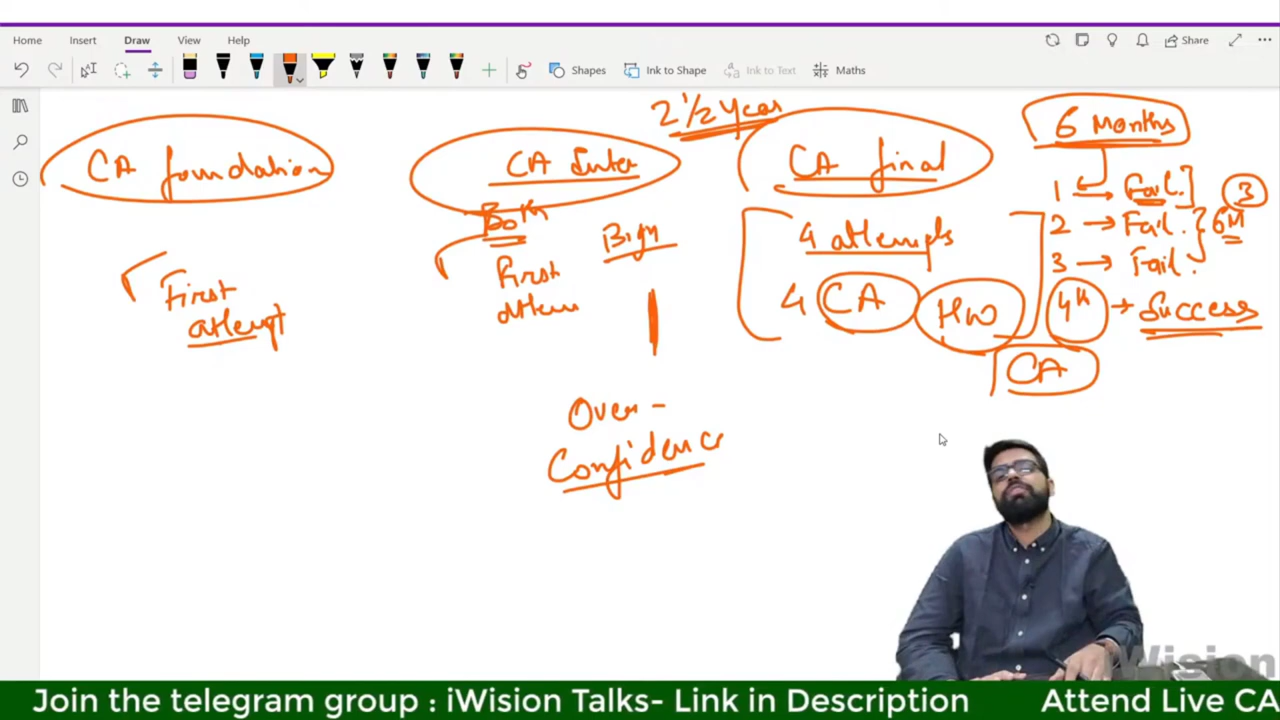 Home Insert Draw View Help
Share
Shapes
Ink to Shape
Ink to Text
Maths
CA foundation
First
attempt
CA Inter
Both
First
Attem
Over-
Confidence
2 ½ year
CA final
4 attempts
4 CA
6 Months
1 → Fail.] 3
2 → Fail. } 6M
3 → Fail.
4th → Success
CA
iWision
Join the telegram group : iWision Talks- Link in Description
Attend Live CA